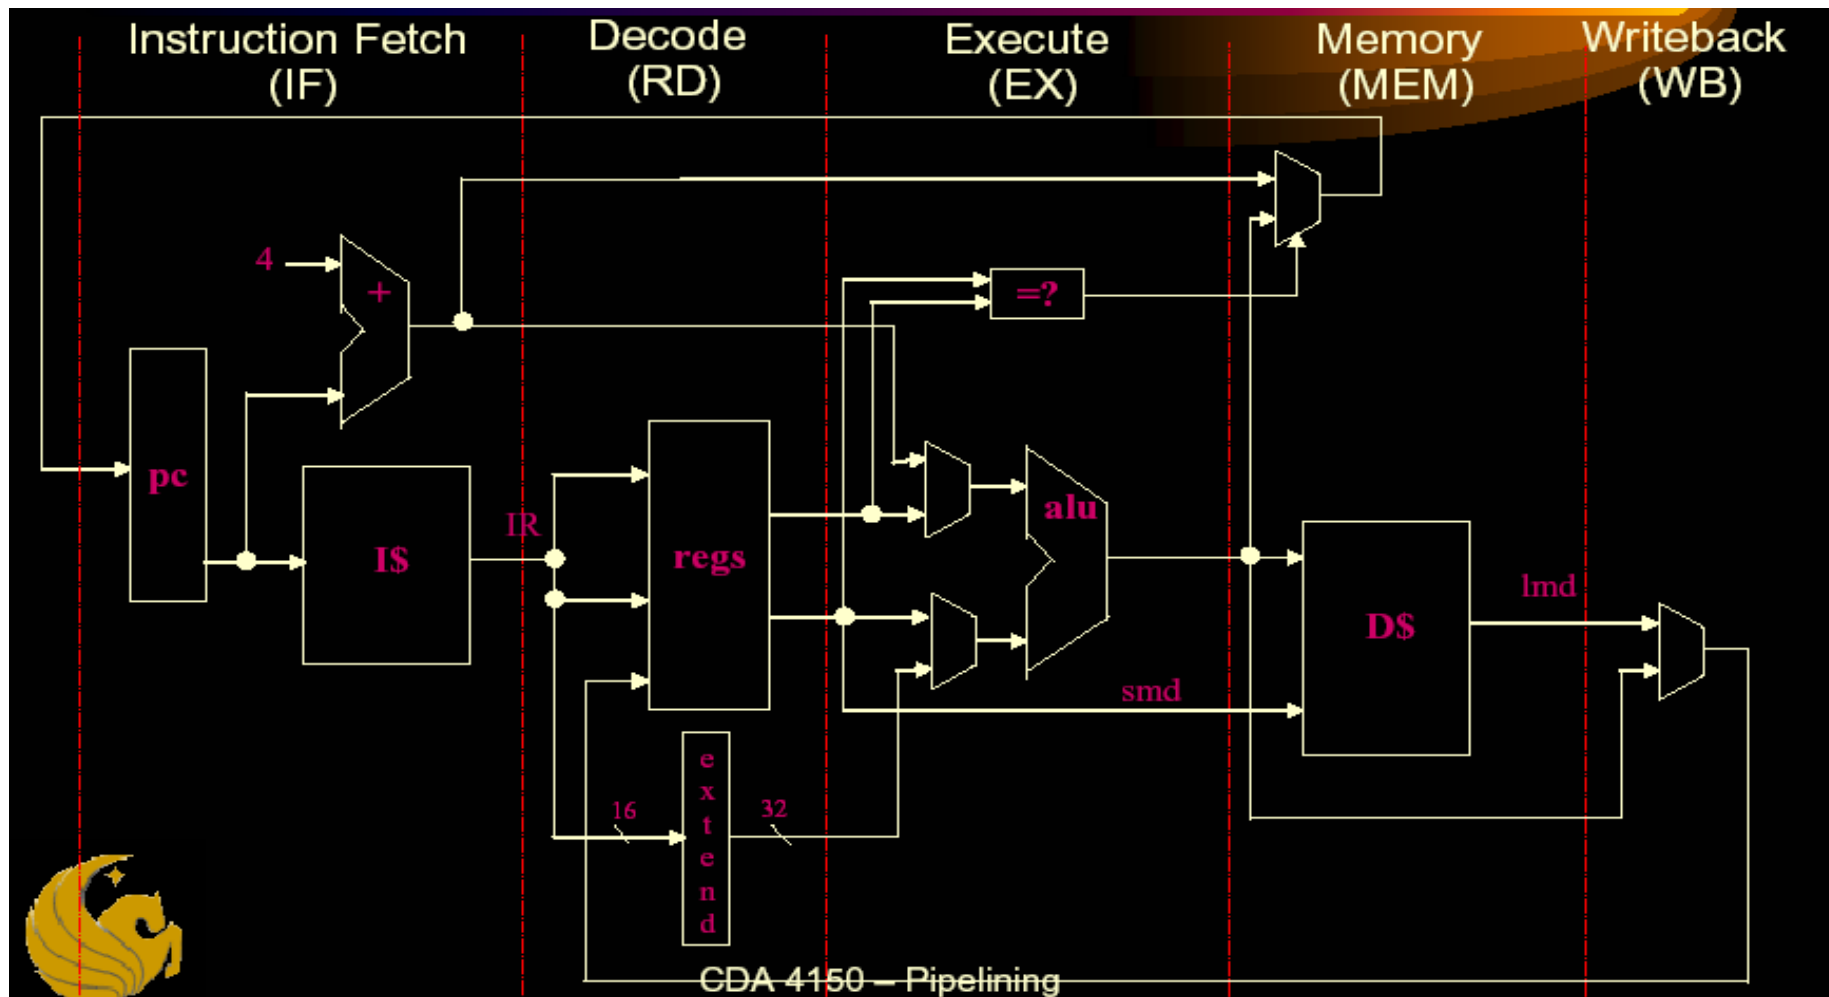 Instruction Fetch
(IF)
Decode
(RD)
Execute
(EX)
Memory
(MEM)
Writeback
(WB)
4
+
=?
pc
I$
IR
regs
alu
D$
lmd
smd
16
extend
32
CDA 4150 – Pipelining